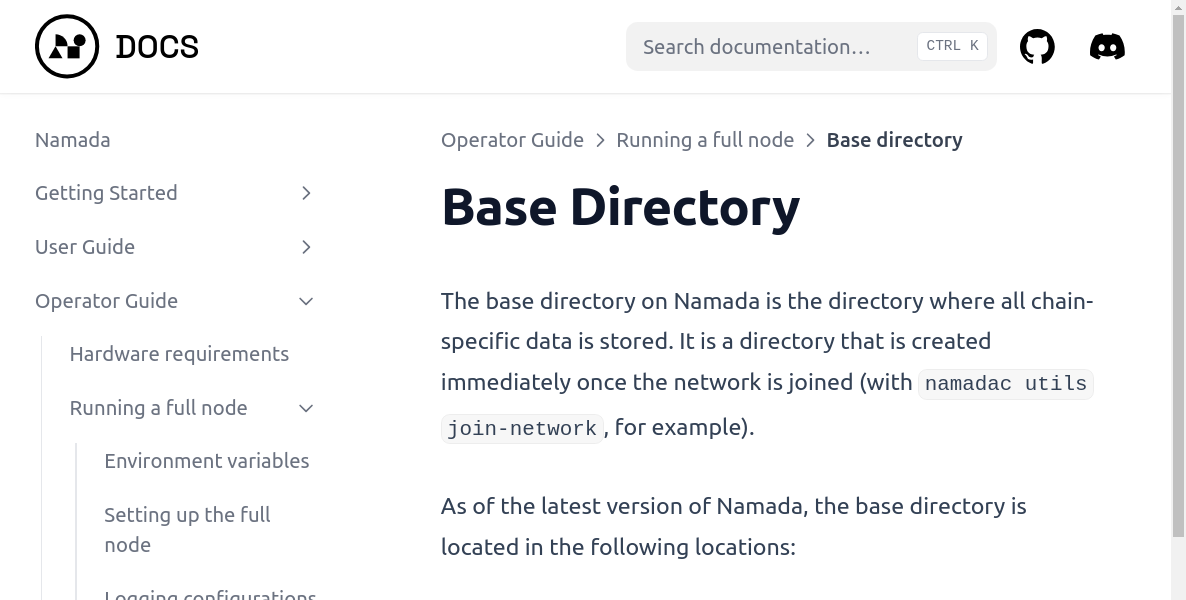 DOCS
Search documentation…
CTRL K
Namada
Getting Started
User Guide
Operator Guide
Hardware requirements
Running a full node
Environment variables
Setting up the full
node
Logging configurations
Operator Guide
Running a full node
Base directory
Base Directory
The base directory on Namada is the directory where all chain-
specific data is stored. It is a directory that is created
immediately once the network is joined (with namadac utils
join-network, for example).
As of the latest version of Namada, the base directory is
located in the following locations: